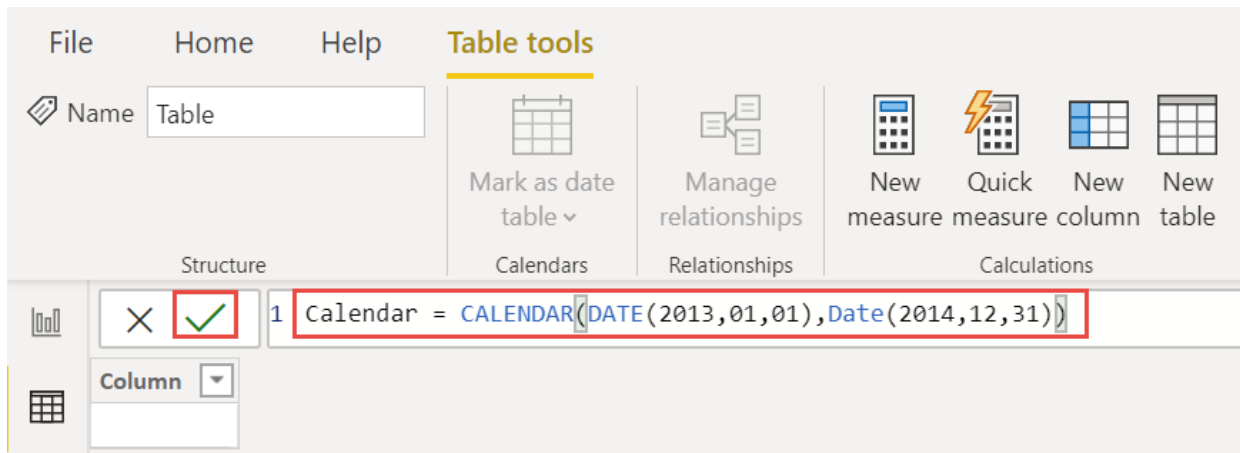 File Home Help Table tools
Name Table
Mark as date table
Manage relationships
New measure
Quick measure
New column
New table
Structure Calendars Relationships Calculations
1 Calendar = CALENDAR(DATE(2013,01,01),Date(2014,12,31))
Column